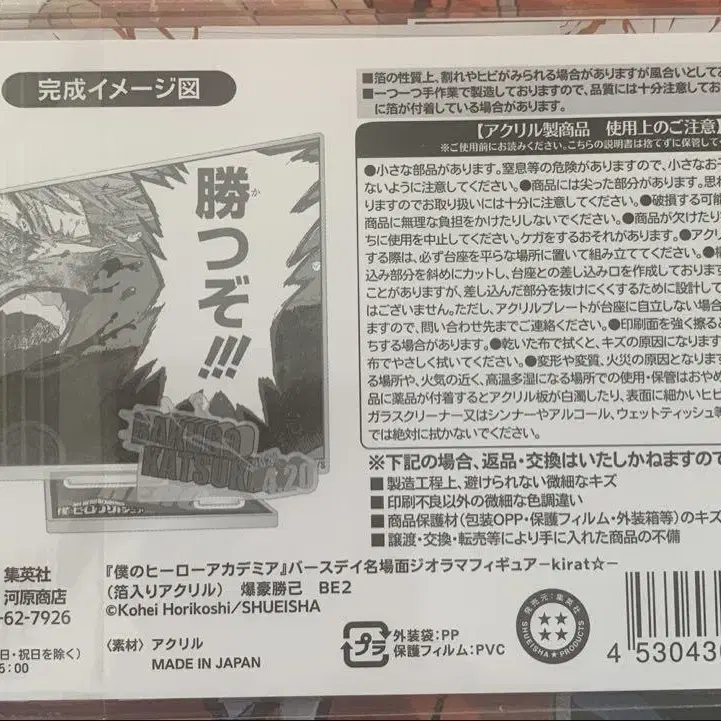 完成イメージ図
勝つぞ!!!
か
BAKUGO
KATSUKI 4.20
■箔の性質上、割れやヒビがみられる場合がありますが風合いとして
■一つ一つ手作業で製造しておりますので、品質には十分注意して
に箔が付着している場合があります。
【アクリル製商品 使用上のご注意】
※ご使用前にお読みください。こちらの説明書は捨てずに保管して
●小さな部品があります。窒息等の危険がありますので、小さなお子
ないように注意してください。●商品には尖った部分があります。思わ
りますのでお取り扱いには十分に注意してください。●破損する可能
商品に無理な負担をかけたりしないでください。●商品が欠けたり
ちに使用を中止してください。ケガをするおそれがあります。●アクリ
する際は、必ず台座を平らな場所に置いて組み立ててください。
込み部分を斜めにカットし、台座との差し込み口を作成しております
ことがありますが、差し込んだ部分を抜けにくくするために設計して
はございません。ただし、アクリルプレートが台座に自立しない場合
ますので、問い合わせ先までご連絡ください。●印刷面を強く擦ると
ちする場合があります。●乾いた布で拭くと、キズの原因になります
布でやさしく拭いてください。●変形や変質、火災の原因となります
る場所や、火気の近く、高温多湿になる場所での使用・保管はおやめ
品に薬品が付着するとアクリル板が白濁したり、表面に細かいヒビ
ガラスクリーナー又はシンナーやアルコール、ウェットティッシュ等
では絶対に拭かないでください。
※下記の場合、返品・交換はいたしかねますので
■製造工程上、避けられない微細なキズ
■印刷不良以外の微細な色調違い
■商品保護材(包装OPP・保護フィルム・外装箱等)のキズ
■譲渡・交換・転売等により手に入れた商品の不備
集英社
河原商店
-62-7926
日・祝日を除く)
5:00
『僕のヒーローアカデミア』バースデイ名場面ジオラマフィギュアーkirat☆ー
(箔入りアクリル) 爆豪勝己 BE2
©Kohei Horikoshi/SHUEISHA
〈素材〉アクリル
MADE IN JAPAN
プラ
外装袋:PP
保護フィルム:PVC
発売元:集英社
SHUEISHA PRODUCTS
4 530430